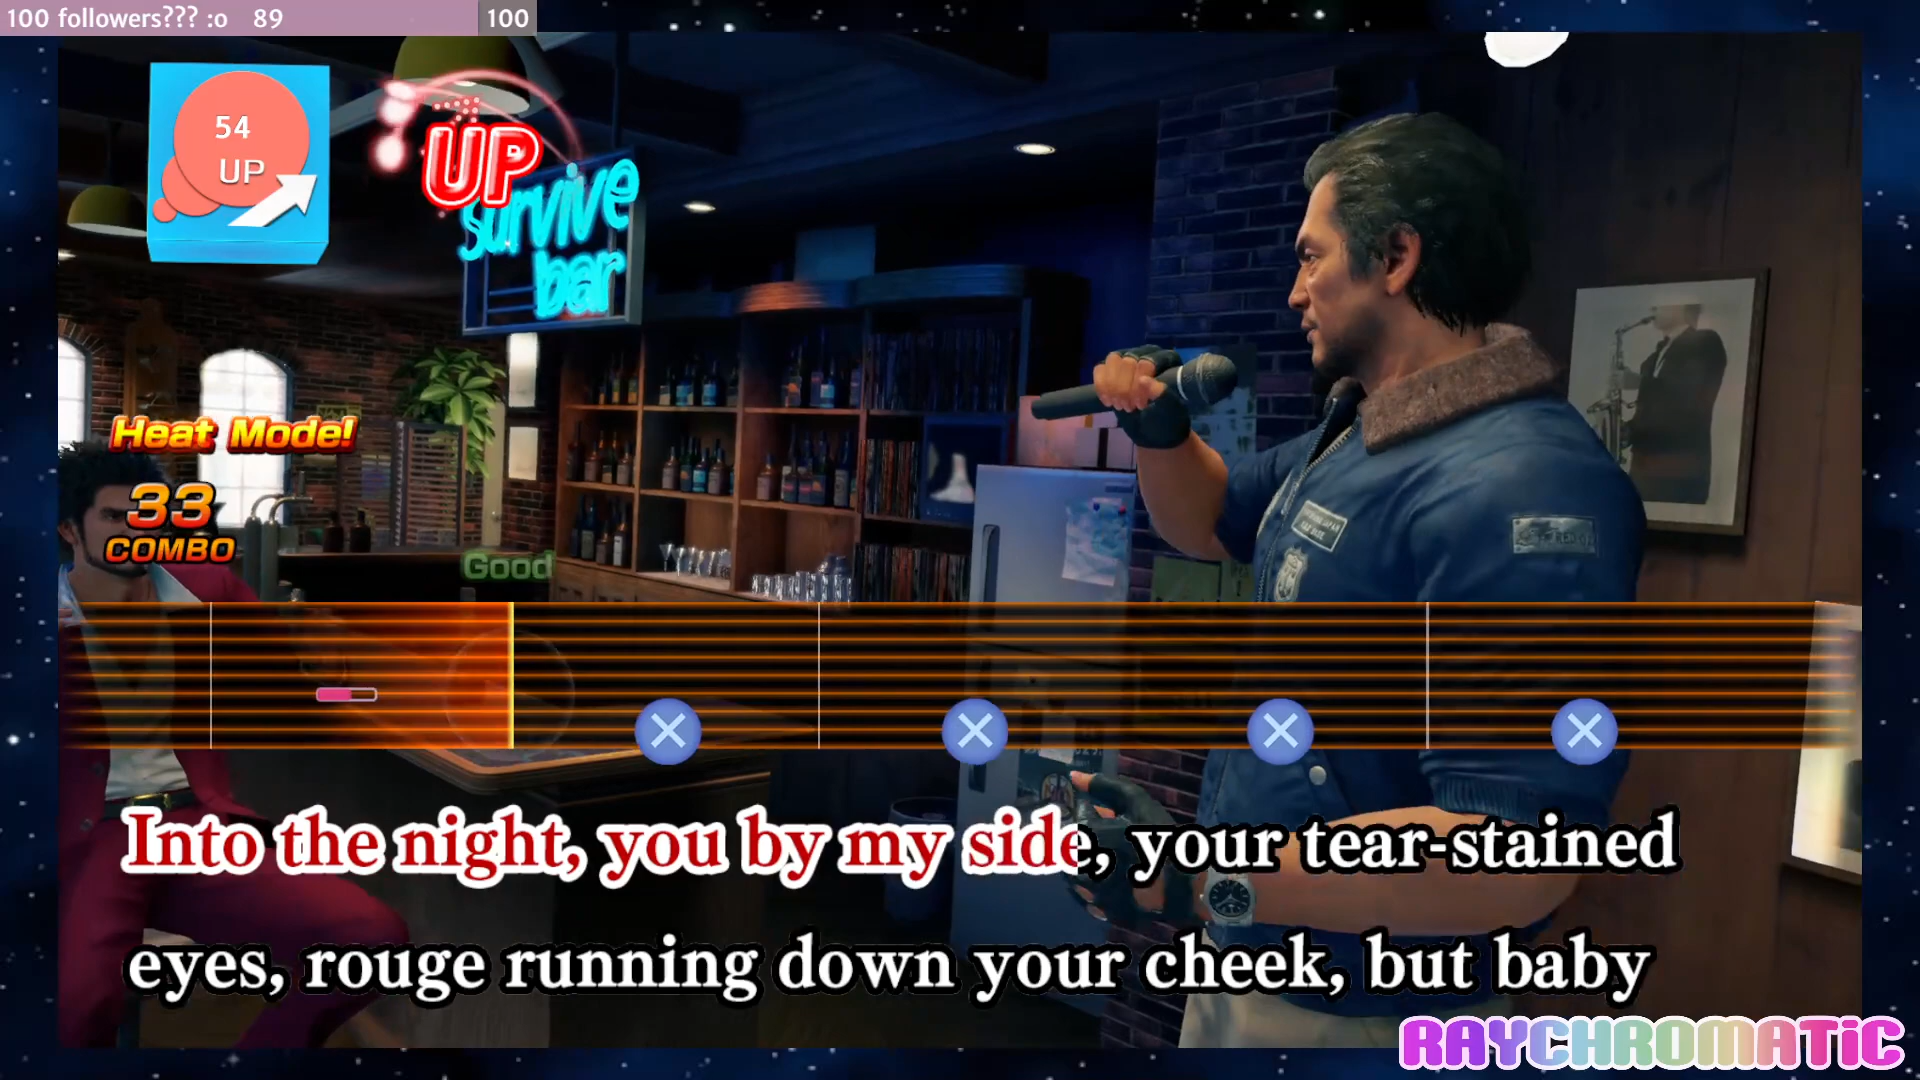 100 followers??? :o 89 100
54
UP
UP
survive
bar
Heat Mode!
33
COMBO
Good
Into the night, you by my side, your tear-stained
eyes, rouge running down your cheek, but baby
RAYCHROMATiC